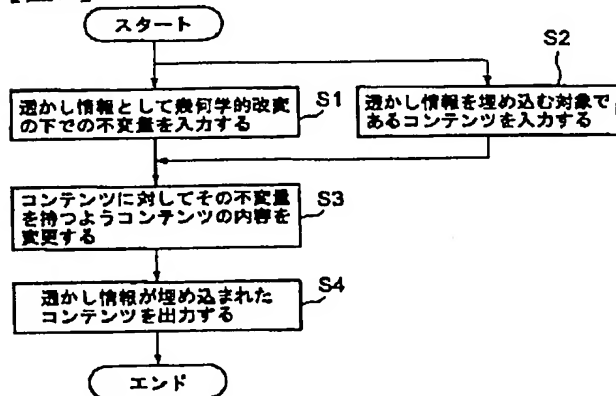 スタート
S1
透かし情報として幾何学的改変
の下での不変量を入力する
S2
透かし情報を埋め込む対象で
あるコンテンツを入力する
S3
コンテンツに対してその不変量
を持つようコンテンツの内容を
変更する
S4
透かし情報が埋め込まれた
コンテンツを出力する
エンド